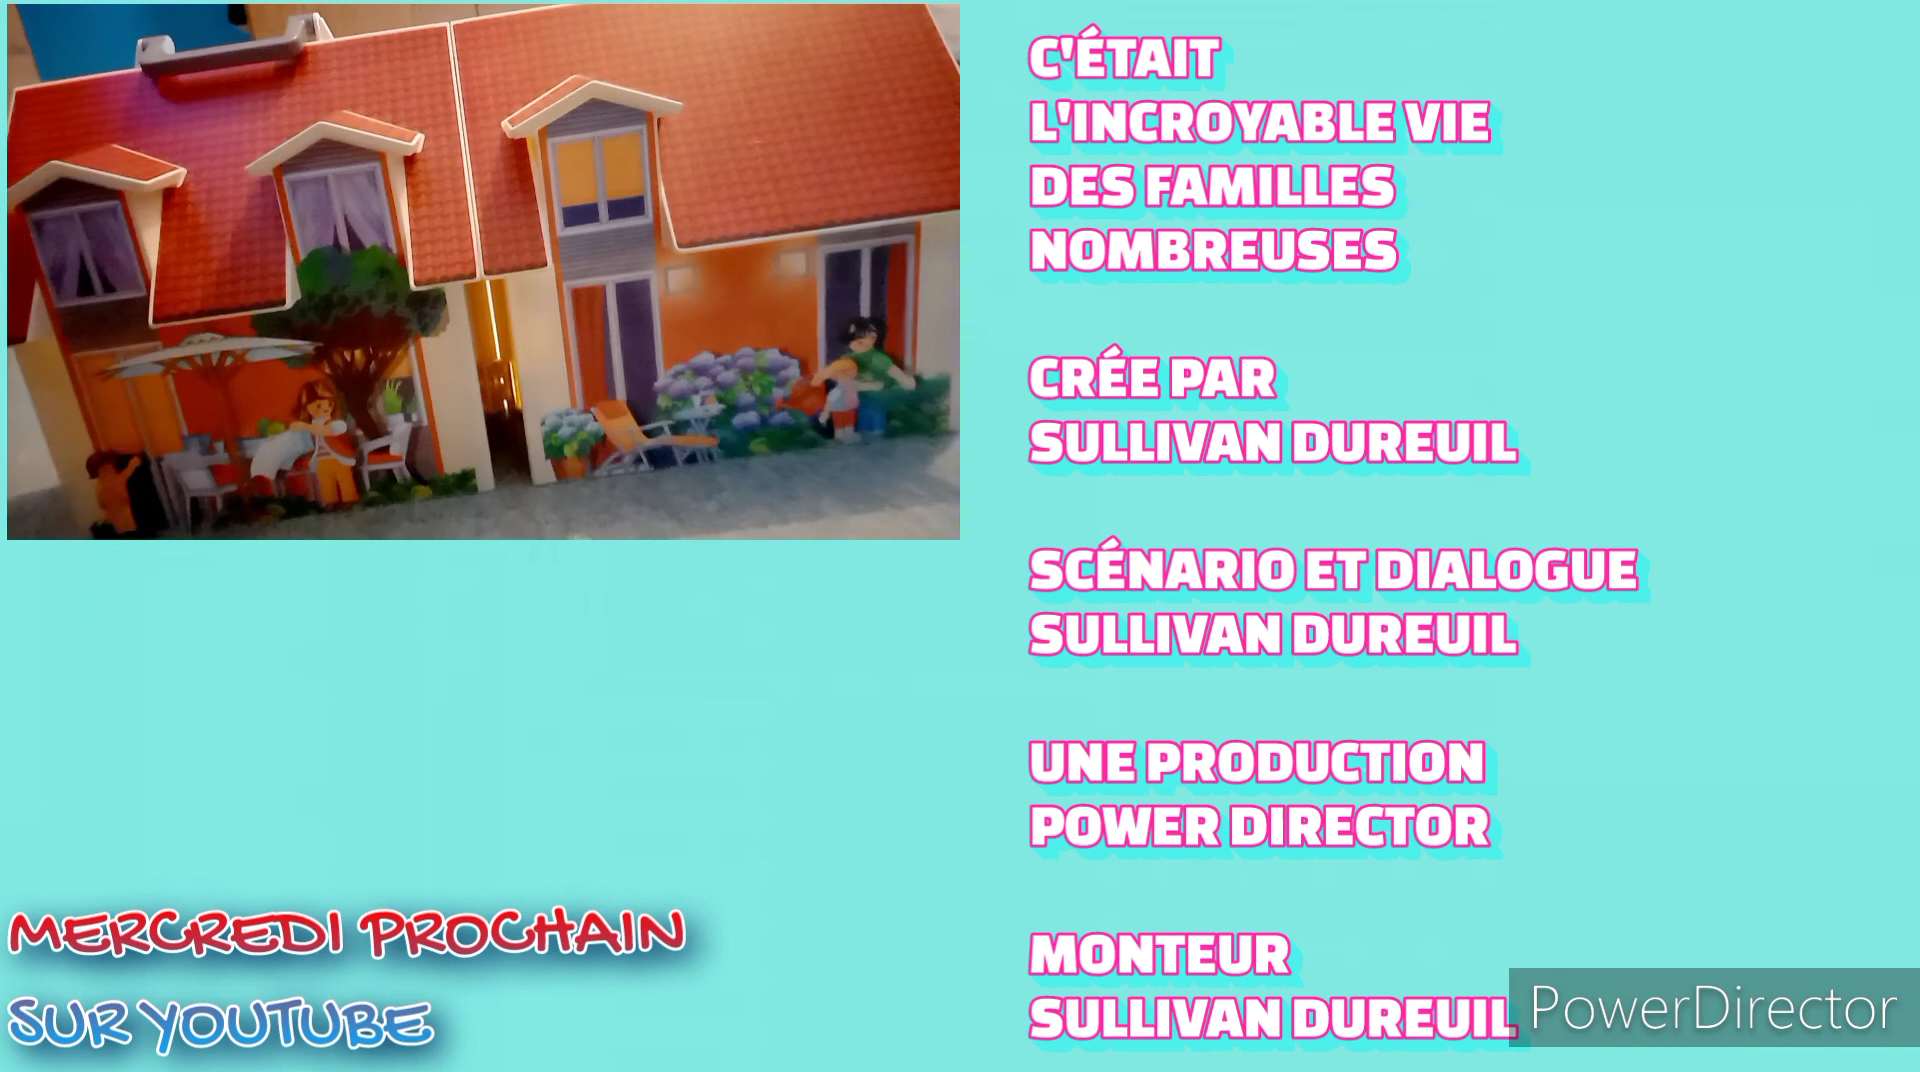 C'ÉTAIT
L'INCROYABLE VIE
DES FAMILLES
NOMBREUSES
CRÉE PAR
SULLIVAN DUREUIL
SCÉNARIO ET DIALOGUE
SULLIVAN DUREUIL
UNE PRODUCTION
POWER DIRECTOR
MONTEUR
SULLIVAN DUREUIL
MERCREDI PROCHAIN
SUR YOUTUBE
PowerDirector